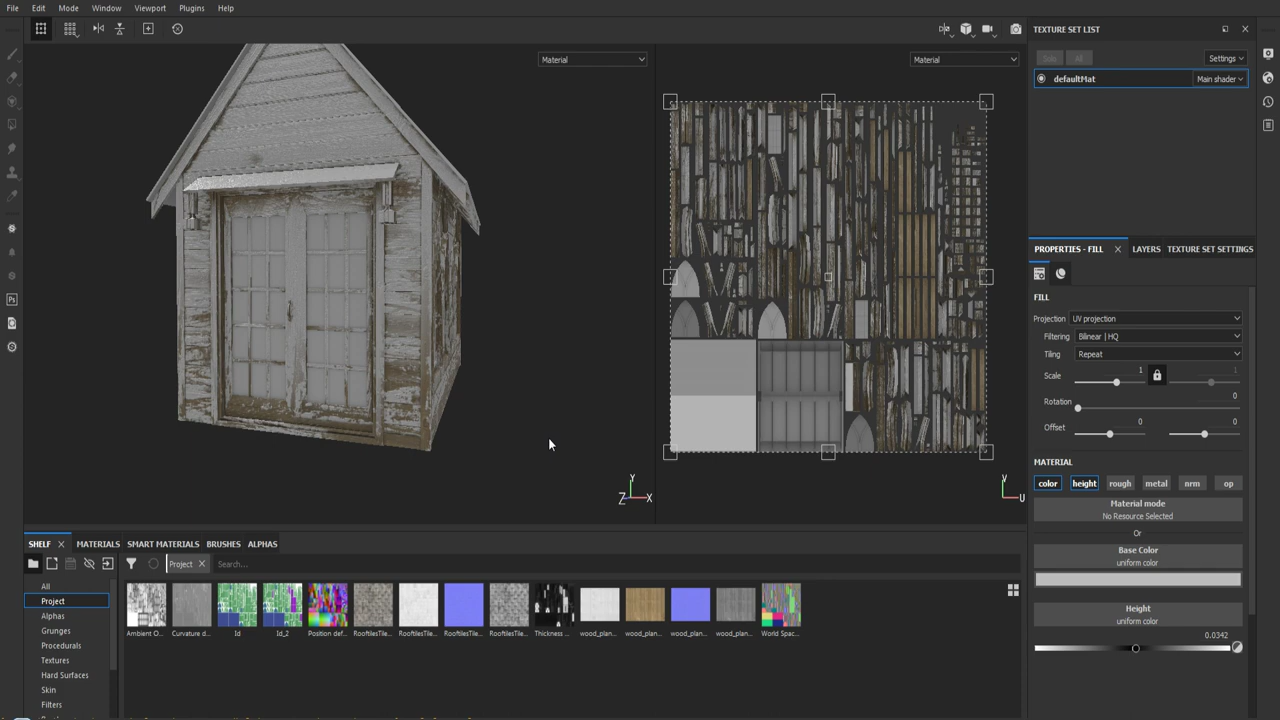 File Edit Mode Window Viewport Plugins Help
Material
Material
TEXTURE SET LIST
Solo All Settings
defaultMat Main shader
PROPERTIES - FILL LAYERS TEXTURE SET SETTINGS
FILL
Projection UV projection
Filtering Bilinear | HQ
Tiling Repeat
Scale 1 1
Rotation 0
Offset 0 0
MATERIAL
color height rough metal nrm op
Material mode
No Resource Selected
Or
Base Color
uniform color
Height
uniform color
0.0342
Y
Z X
V
U
Ps
SHELF MATERIALS SMART MATERIALS BRUSHES ALPHAS
Project Search...
All
Project
Alphas
Grunges
Procedurals
Textures
Hard Surfaces
Skin
Filters
Ambient O... Curvature d... Id Id_2 Position def... RooftilesTile... RooftilesTile... RooftilesTile... RooftilesTile... Thickness ... wood_plan... wood_plan... wood_plan... wood_plan... World Spac...